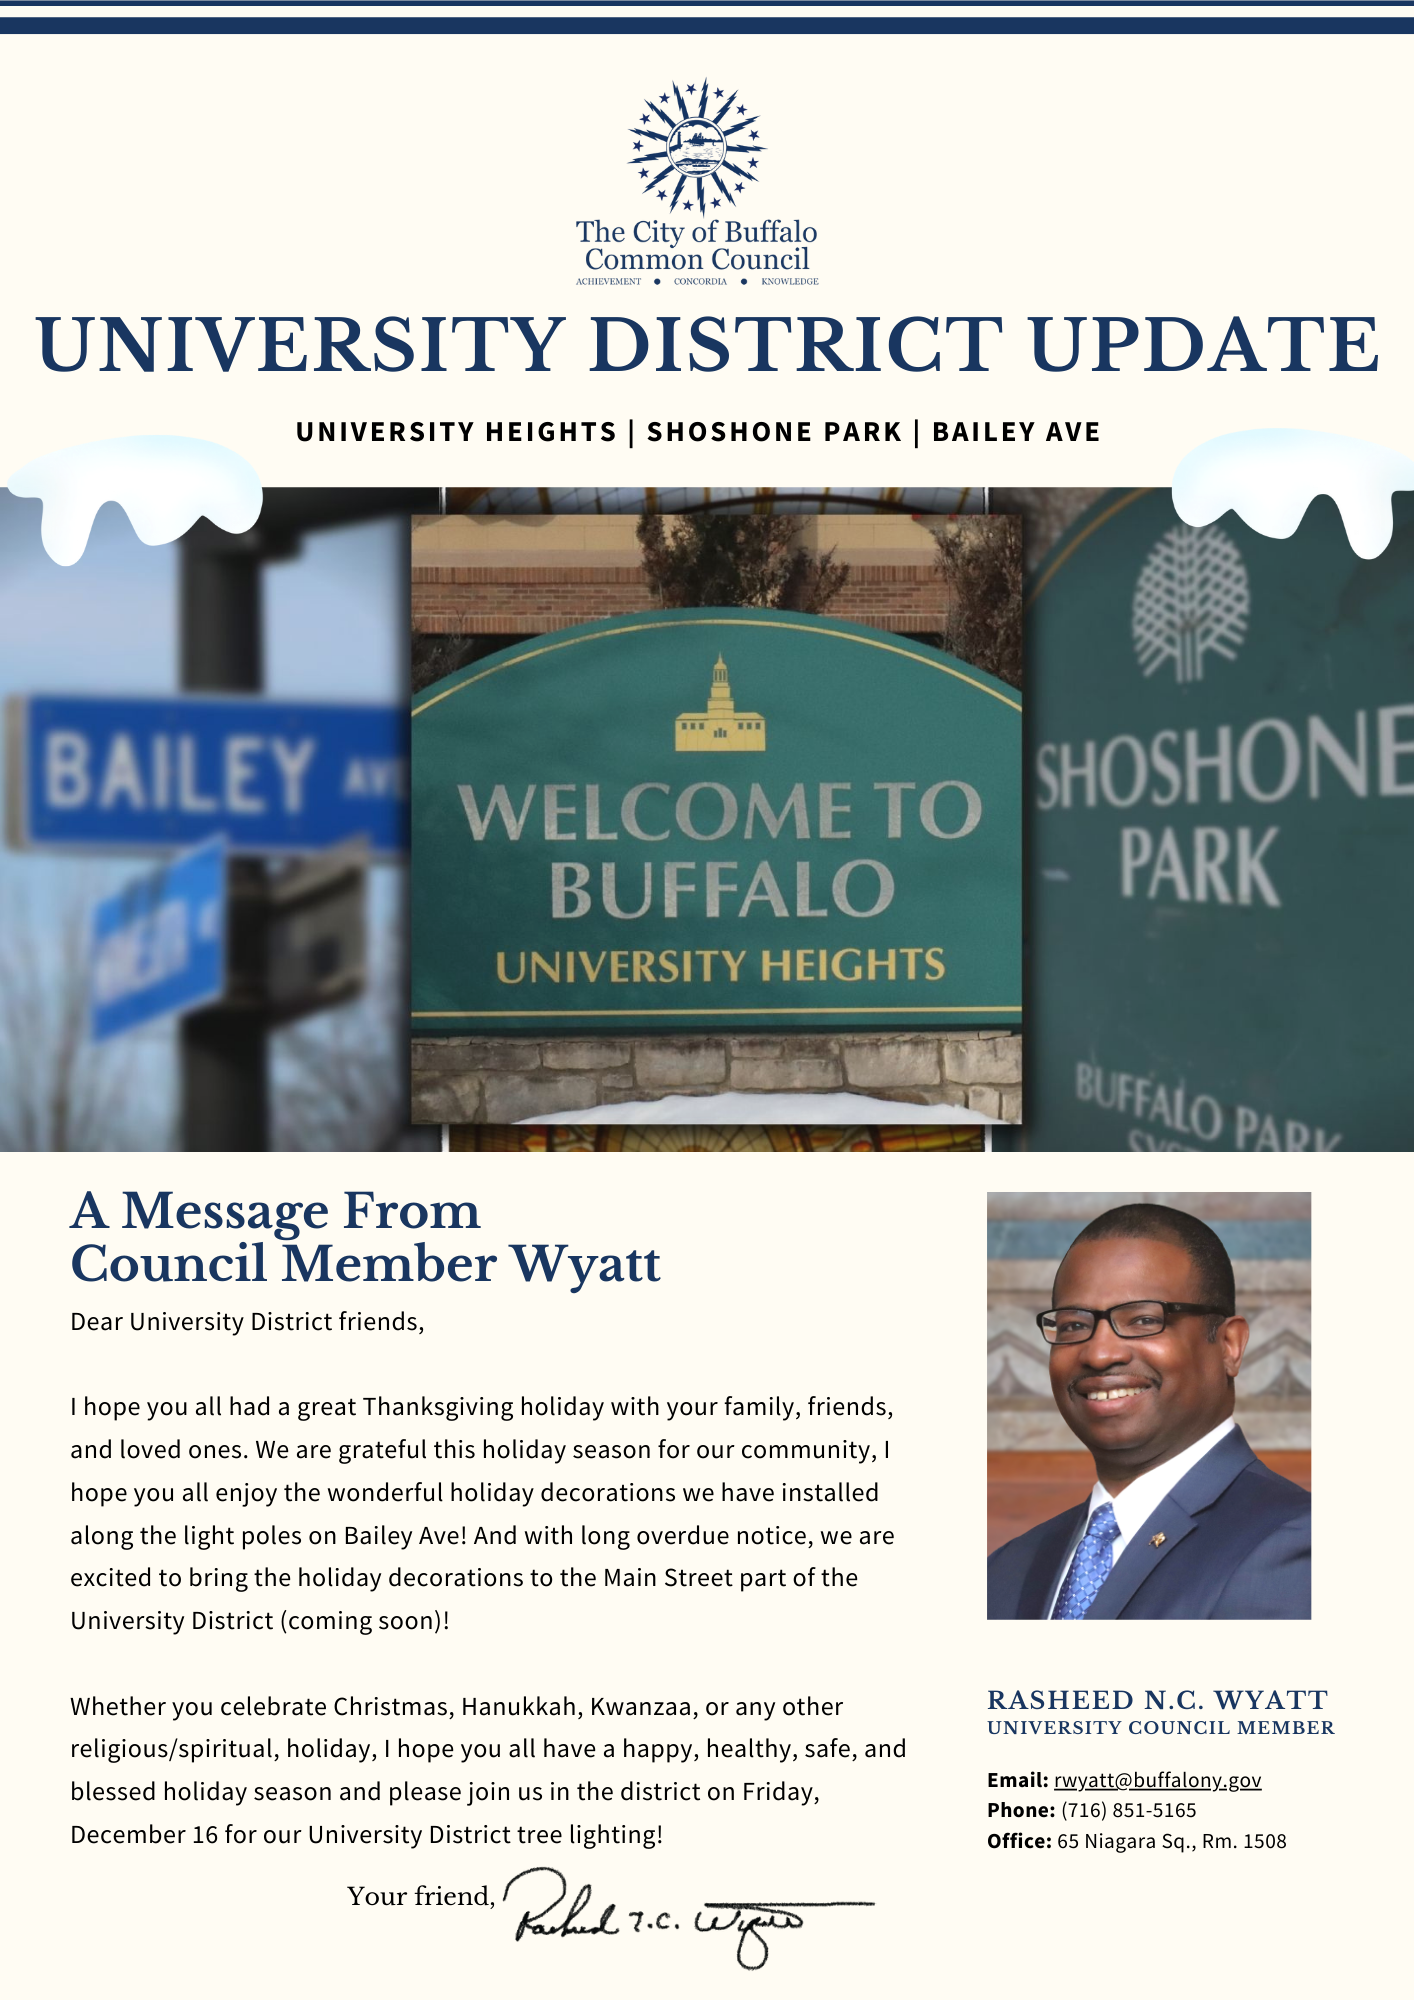 The City of Buffalo
Common Council
ACHIEVEMENT ● CONCORDIA ● KNOWLEDGE
UNIVERSITY DISTRICT UPDATE
UNIVERSITY HEIGHTS | SHOSHONE PARK | BAILEY AVE
BAILEY AVE
WELCOME TO
BUFFALO
UNIVERSITY HEIGHTS
SHOSHONE
PARK
BUFFALO PARK
A Message From
Council Member Wyatt
Dear University District friends,
I hope you all had a great Thanksgiving holiday with your family, friends,
and loved ones. We are grateful this holiday season for our community, I
hope you all enjoy the wonderful holiday decorations we have installed
along the light poles on Bailey Ave! And with long overdue notice, we are
excited to bring the holiday decorations to the Main Street part of the
University District (coming soon)!
Whether you celebrate Christmas, Hanukkah, Kwanzaa, or any other
religious/spiritual, holiday, I hope you all have a happy, healthy, safe, and
blessed holiday season and please join us in the district on Friday,
December 16 for our University District tree lighting!
Your friend,
RASHEED N.C. WYATT
UNIVERSITY COUNCIL MEMBER
Email: rwyatt@buffalony.gov
Phone: (716) 851-5165
Office: 65 Niagara Sq., Rm. 1508